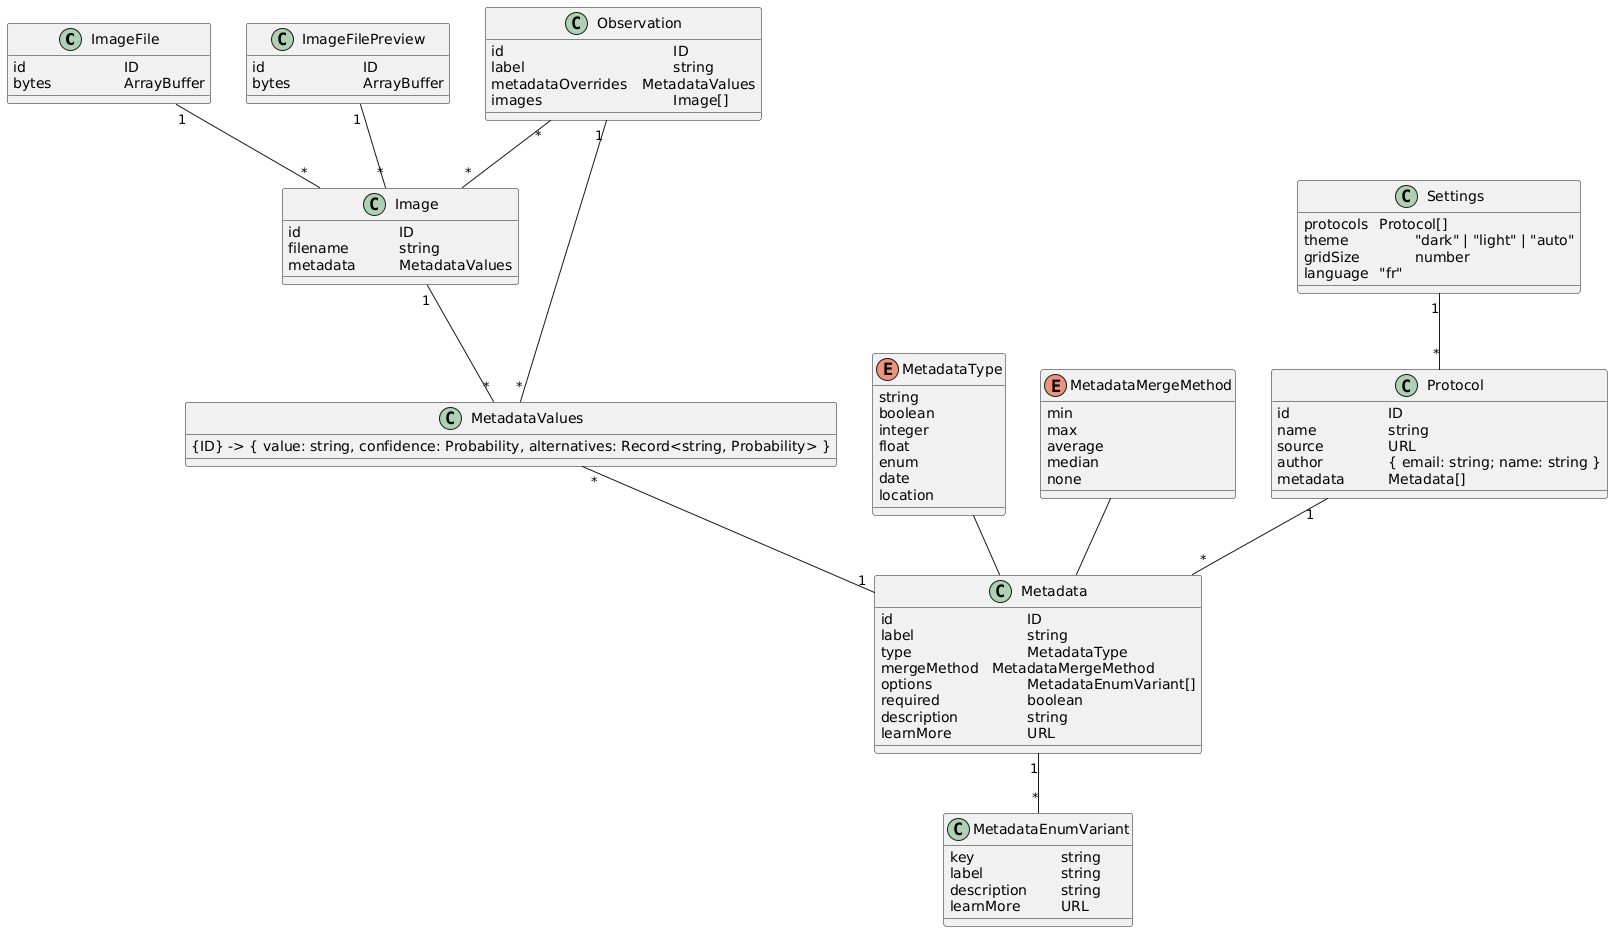 C ImageFile
id ID
bytes ArrayBuffer
C ImageFilePreview
id ID
bytes ArrayBuffer
C Observation
id ID
label string
metadataOverrides MetadataValues
images Image[]
1
*
1
*
*
*
1
*
C Image
id ID
filename string
metadata MetadataValues
1
*
C Settings
protocols Protocol[]
theme "dark" | "light" | "auto"
gridSize number
language "fr"
1
*
C MetadataValues
{ID} -> { value: string, confidence: Probability, alternatives: Record<string, Probability> }
*
1
E MetadataType
string
boolean
integer
float
enum
date
location
E MetadataMergeMethod
min
max
average
median
none
C Protocol
id ID
name string
source URL
author { email: string; name: string }
metadata Metadata[]
1
*
C Metadata
id ID
label string
type MetadataType
mergeMethod MetadataMergeMethod
options MetadataEnumVariant[]
required boolean
description string
learnMore URL
1
*
C MetadataEnumVariant
key string
label string
description string
learnMore URL